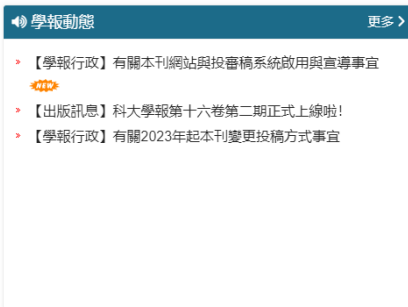 學報動態
更多
【學報行政】有關本刊網站與投審稿系統啟用與宣導事宜
NEW
【出版訊息】科大學報第十六卷第二期正式上線啦!
【學報行政】有關2023年起本刊變更投稿方式事宜